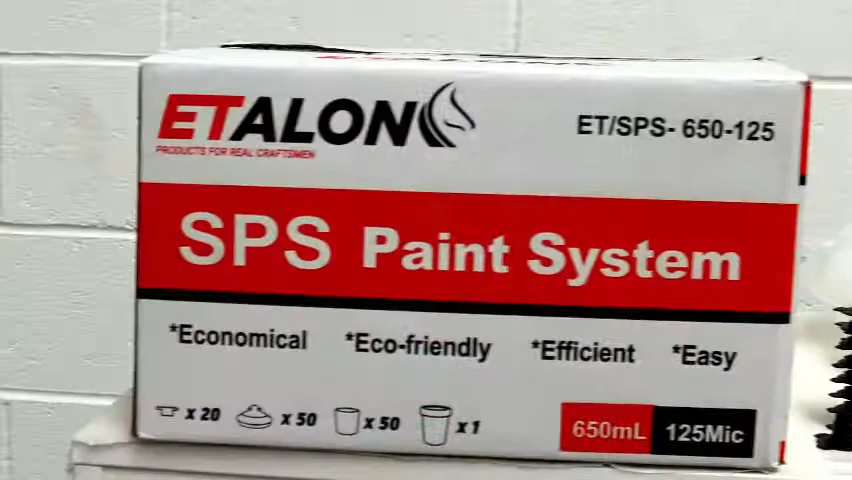 ETALON
PRODUCTS FOR REAL CRAFTSMEN
ET/SPS- 650-125
SPS Paint System
*Economical *Eco-friendly *Efficient *Easy
x 20 x 50 x 50 x 1
650mL 125Mic